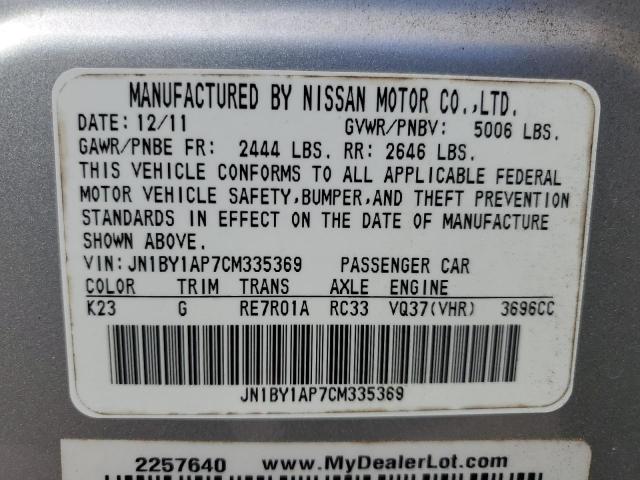 MANUFACTURED BY NISSAN MOTOR CO.,LTD.
DATE: 12/11 GVWR/PNBV: 5006 LBS.
GAWR/PNBE FR: 2444 LBS. RR: 2646 LBS.
THIS VEHICLE CONFORMS TO ALL APPLICABLE FEDERAL
MOTOR VEHICLE SAFETY,BUMPER,AND THEFT PREVENTION
STANDARDS IN EFFECT ON THE DATE OF MANUFACTURE
SHOWN ABOVE.
VIN:JN1BY1AP7CM335369 PASSENGER CAR
COLOR TRIM TRANS AXLE ENGINE
K23 G RE7R01A RC33 VQ37(VHR) 3696CC
JN1BY1AP7CM335369
2257640 www.MyDealerLot.com